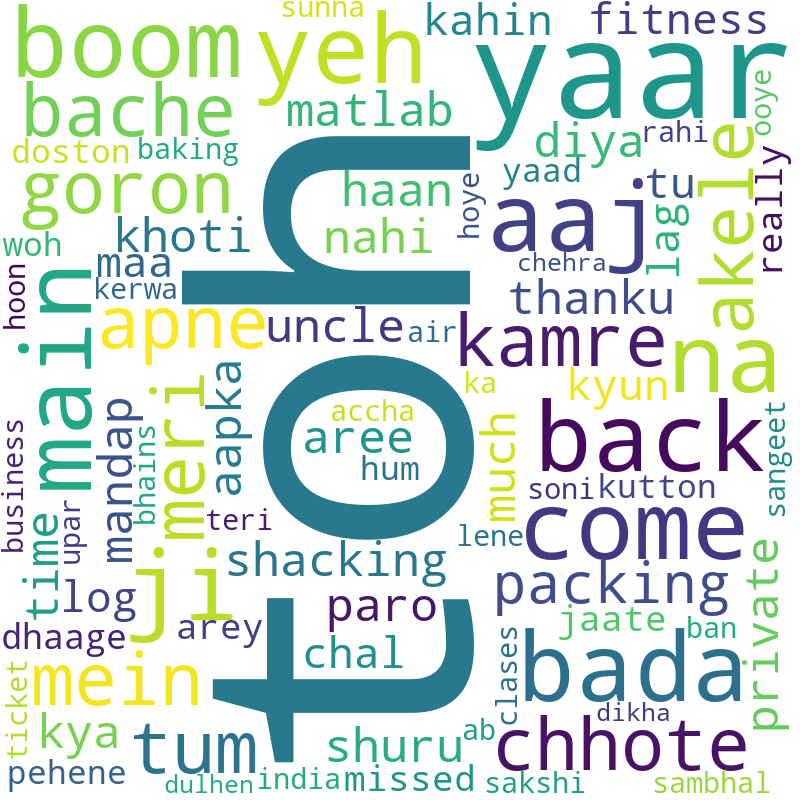 sunna
boom
yeh
kahin
fitness
yaar
bache
matlab
diya
rahi
ooye
doston
baking
yaad
goron
haan
hoye
aaj
tu
lag
akele
really
woh
khoti
nahi
chehra
maa
kerwa
hoon
main
apne
uncle
air
thanku
kamre
na
toh
ka
kyun
meri
aapka
accha
aree
hum
much
back
business
mandap
bhains
upar
teri
soni
kutton
sangeet
time
ji
shacking
lene
come
log
packing
private
dhaage
arey
paro
chal
jaate
ban
clases
mein
bada
ticket
kya
tum
shuru
ab
dikha
chhote
pehene
dulhen
india
missed
sakshi
sambhal